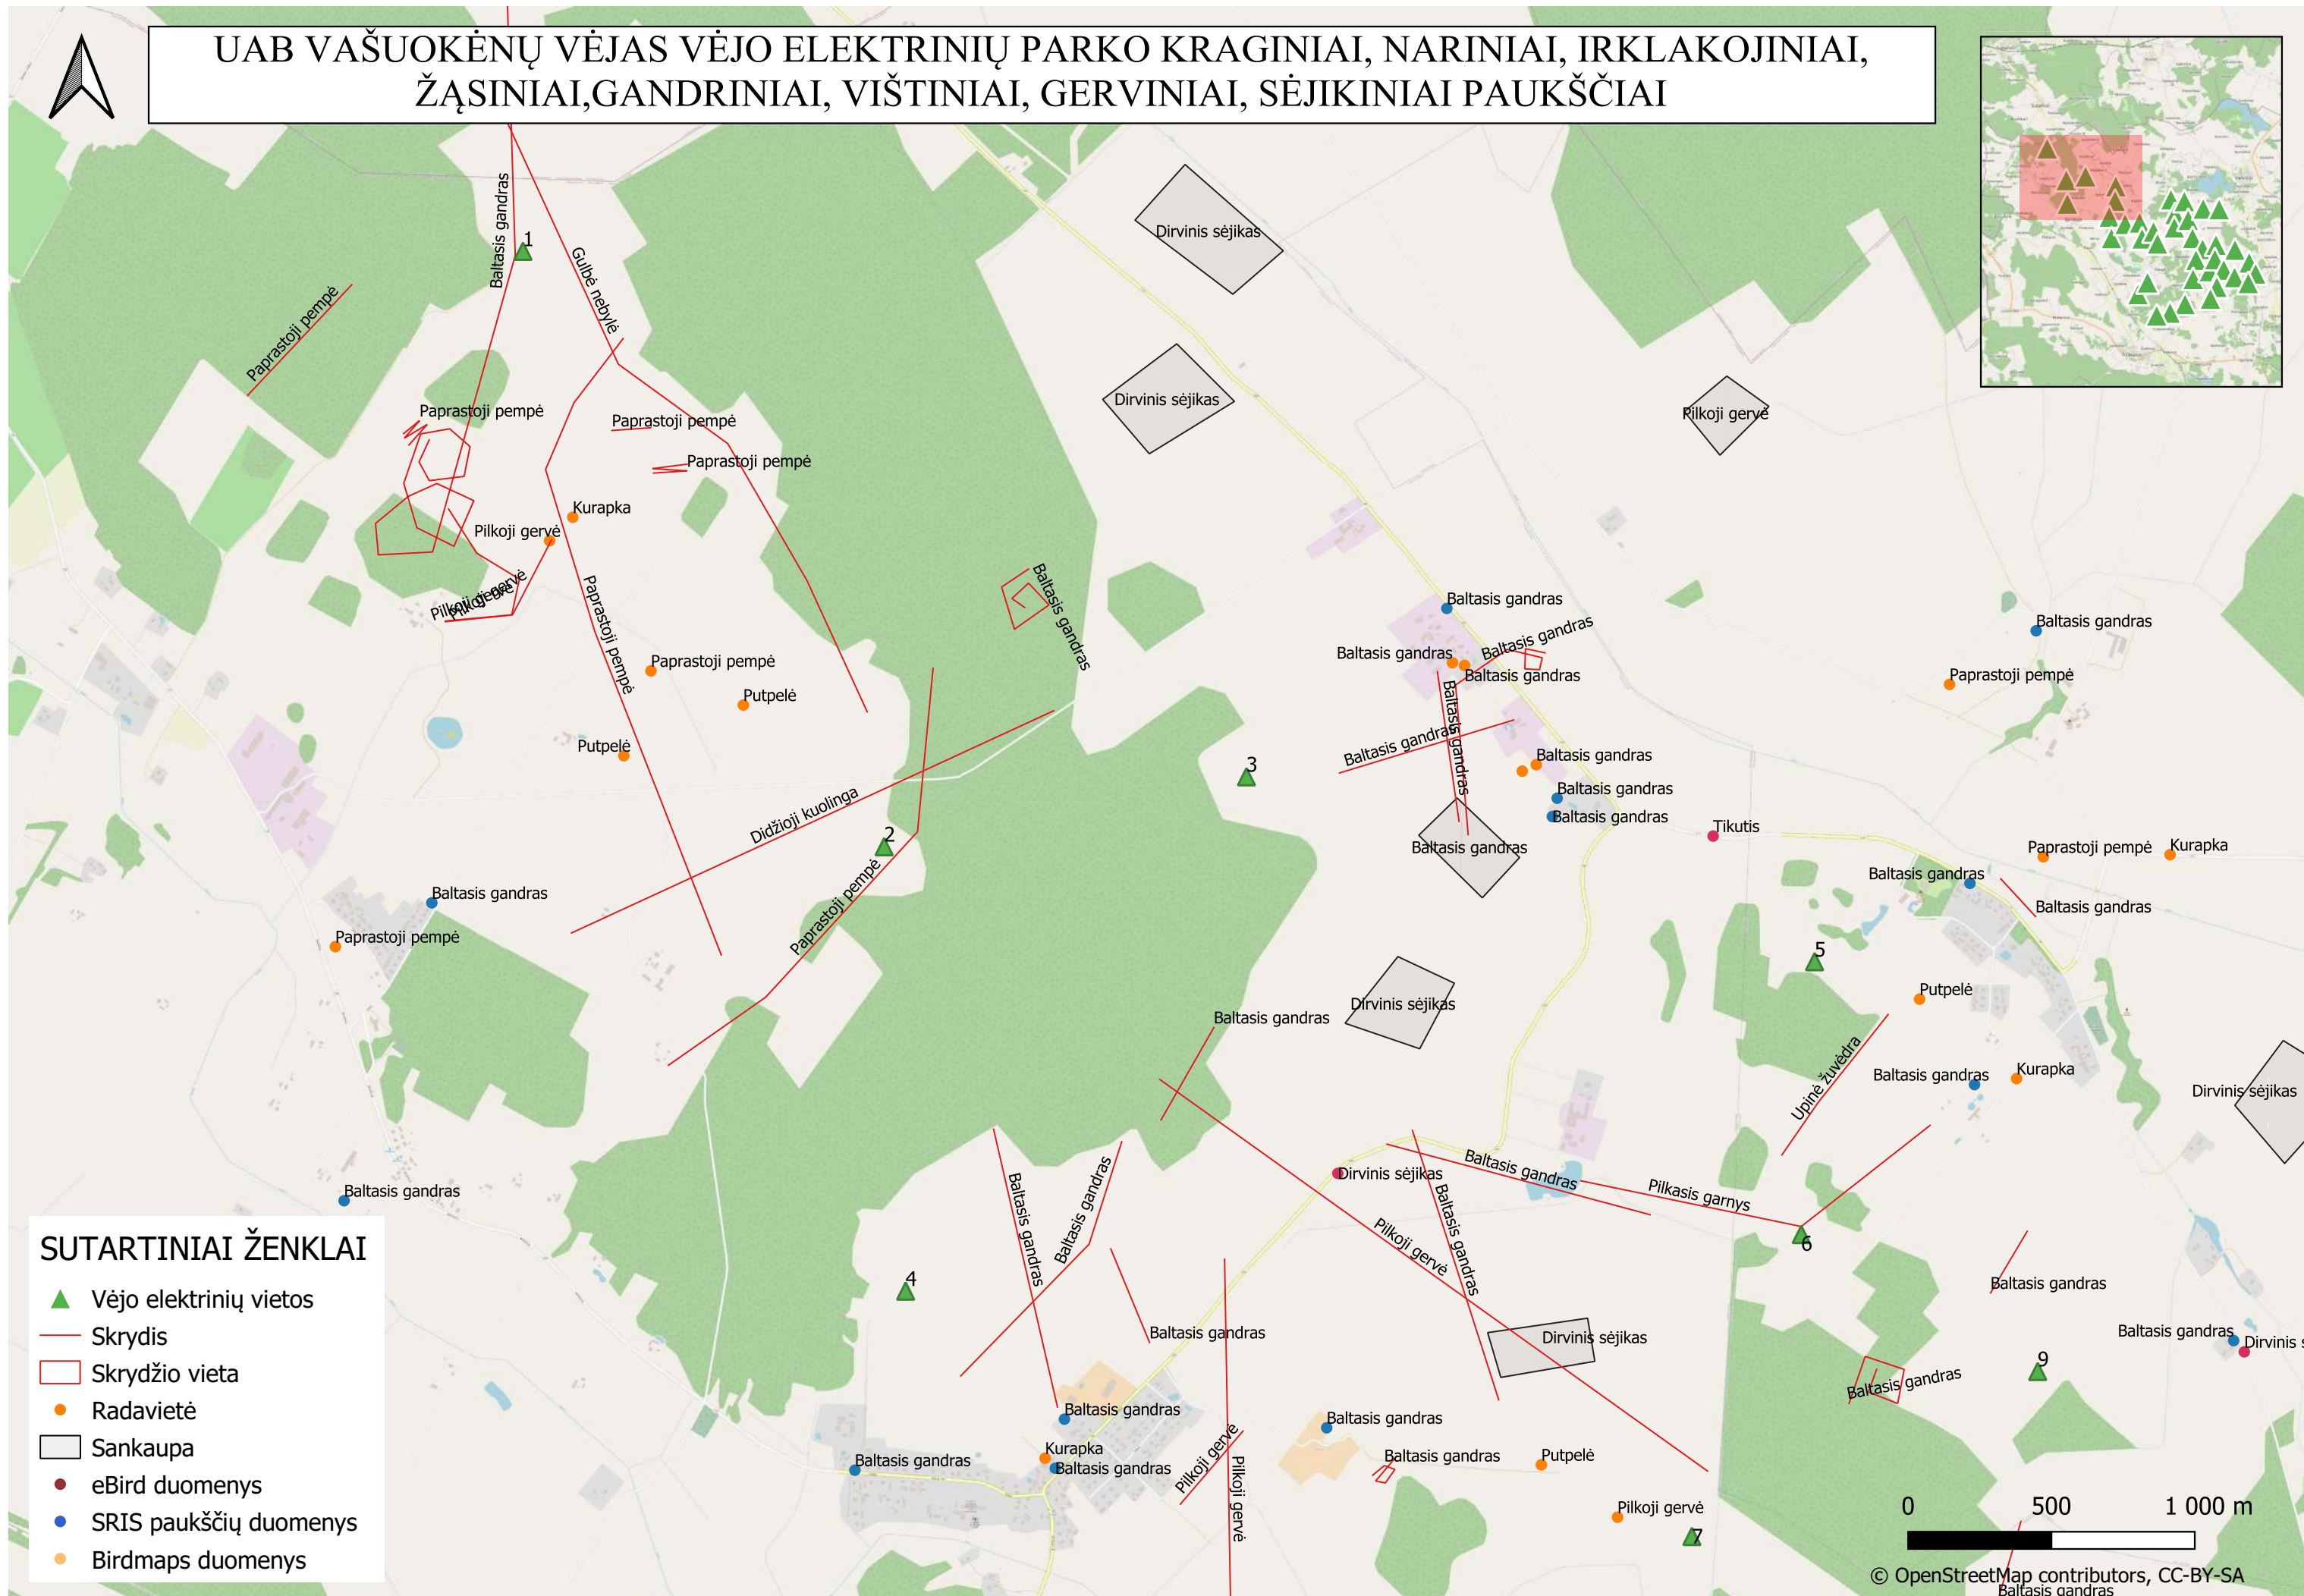 UAB VAŠUOKĖNŲ VĖJAS VĖJO ELEKTRINIŲ PARKO KRAGINIAI, NARINIAI, IRKLAKOJINIAI,
ŽĄSINIAI,GANDRINIAI, VIŠTINIAI, GERVINIAI, SĖJIKINIAI PAUKŠČIAI
Baltasis gandras
1
Gulbė nebylė
Dirvinis sėjikas
Paprastoji pempė
Dirvinis sėjikas
Pilkoji gervė
Paprastoji pempė
Paprastoji pempė
Paprastoji pempė
Kurapka
Pilkoji gervė
Pilkoji gervė
Pilkoji gervė
Paprastoji pempė
Baltasis gandras
Baltasis gandras
Baltasis gandras
Baltasis gandras
Baltasis gandras
Baltasis gandras
Paprastoji pempė
Baltasis gandras
Paprastoji pempė
Putpelė
Putpelė
Baltasis gandras
Baltasis gandras
3
Baltasis gandras
Baltasis gandras
Baltasis gandras
Didžioji kuolinga
2
Tikutis
Baltasis gandras
Paprastoji pempė
Kurapka
Paprastoji pempė
Baltasis gandras
Baltasis gandras
Baltasis gandras
Paprastoji pempė
5
Putpelė
Dirvinis sėjikas
Baltasis gandras
Upinė žuvėdra
Baltasis gandras
Kurapka
Dirvinis sėjikas
Baltasis gandras
Baltasis gandras
Baltasis gandras
Dirvinis sėjikas
Baltasis gandras
Pilkasis garnys
Baltasis gandras
Pilkoji gervė
6
4
Baltasis gandras
Baltasis gandras
Dirvinis sėjikas
Baltasis gandras
Dirvinis s
9
Baltasis gandras
Baltasis gandras
Baltasis gandras
Kurapka
Baltasis gandras
Baltasis gandras
Pilkoji gervė
Pilkoji gervė
Baltasis gandras
Putpelė
Pilkoji gervė
7
SUTARTINIAI ŽENKLAI
Vėjo elektrinių vietos
Skrydis
Skrydžio vieta
Radavietė
Sankaupa
eBird duomenys
SRIS paukščių duomenys
Birdmaps duomenys
0 500 1 000 m
© OpenStreetMap contributors, CC-BY-SA
Baltasis gandras